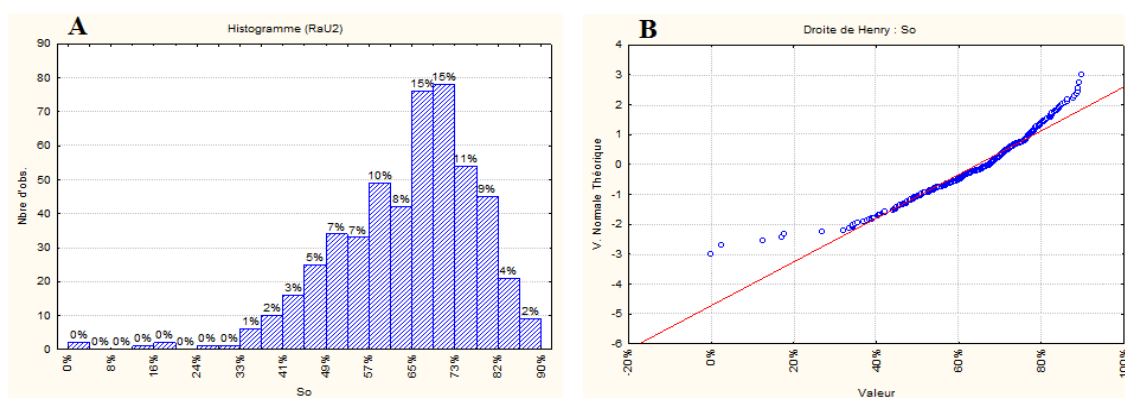 A
Histogramme (RaU2)
90
80
70
60
50
40
30
20
10
0
Nbre d'obs.
0% 0% 0% 0% 2% 0% 0% 0% 1% 2% 3% 5% 7% 7% 10% 8% 15% 15% 11% 9% 4% 2%
0% 8% 16% 24% 33% 41% 49% 57% 65% 73% 82% 90%
So
B
Droite de Henry : So
4
3
2
1
0
-1
-2
-3
-4
-5
-6
V. Normale Théorique
-20% 0% 20% 40% 60% 80% 100%
Valeur